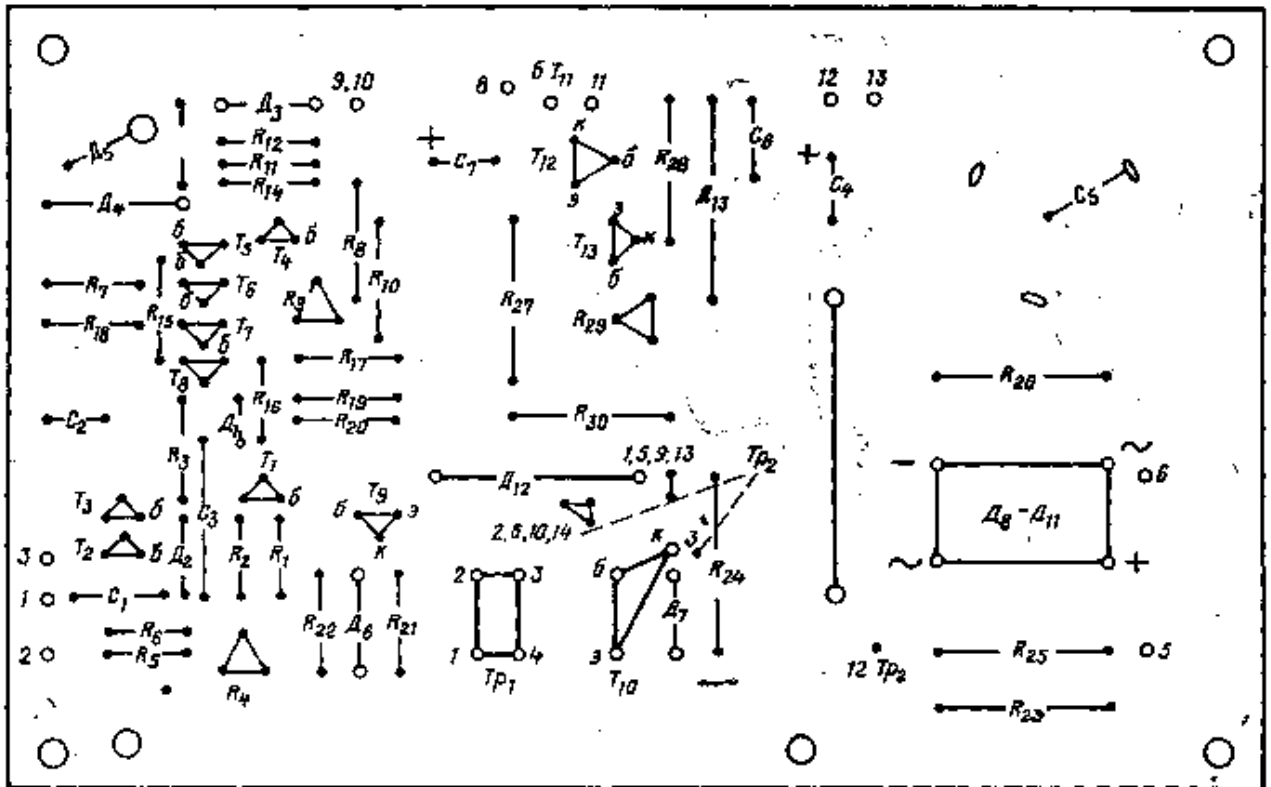 9,10
8
б T11
11
12
13
Д5
Д3
R12
R11
R14
+
C7
T12
к
б
э
R28
Д13
C6
+
C4
C5
Д4
б
T5
б
T4
б
R8
R10
T13
э
к
б
R7
R15
б
T6
R9
R27
R29
R18
T7
б
T8
R17
R16
R19
R20
C2
Д1
R30
R3
C3
T1
б
Д12
1,5,9,13
Tp2
T3
б
T2
б
Д2
R2
R1
T9
б
э
к
2,6,10,14
~
6
Д8 - Д11
~
+
3
1
2
C1
R6
R5
R4
R22
Д6
R21
2
3
1
4
Tp1
б
к
э
T10
Д7
3
R24
12 Tp2
R25
5
R23